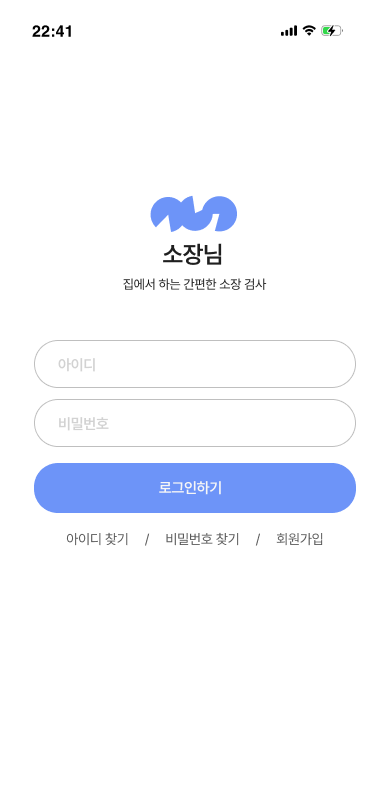 22:41
소장님
집에서 하는 간편한 소장 검사
아이디
비밀번호
로그인하기
아이디 찾기 / 비밀번호 찾기 / 회원가입